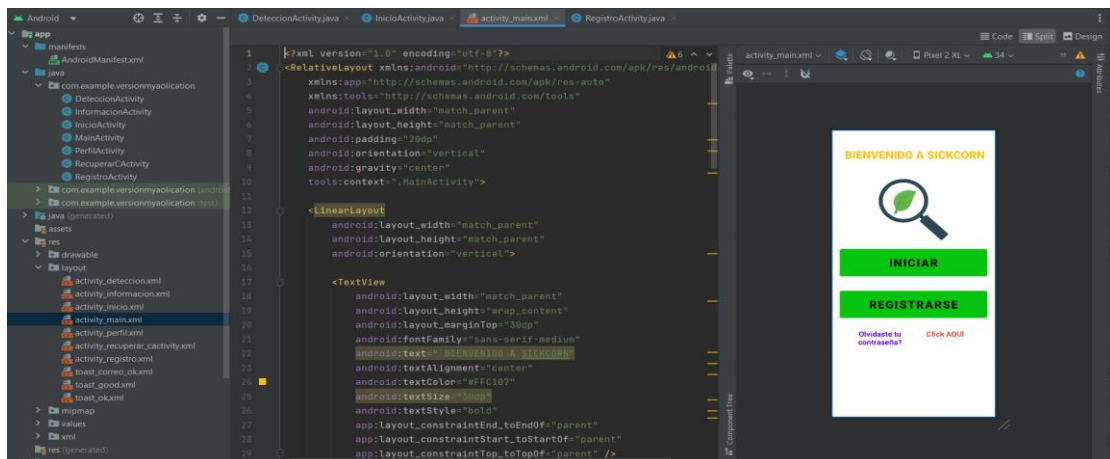 Android
DeteccionActivity.java
InicioActivity.java
activity_main.xml
RegistroActivity.java
Code
Split
Design
app
manifests
AndroidManifest.xml
java
com.example.versionmyaolication
DeteccionActivity
InformacionActivity
InicioActivity
MainActivity
PerfilActivity
RecuperarCActivity
RegistroActivity
com.example.versionmyaolication (android
com.example.versionmyaolication (test)
java (generated)
assets
res
drawable
layout
activity_deteccion.xml
activity_informacion.xml
activity_inicio.xml
activity_main.xml
activity_perfil.xml
activity_recuperar_cactivity.xml
activity_registro.xml
toast_correo_ok.xml
toast_good.xml
toast_ok.xml
mipmap
values
xml
res (generated)
1 <?xml version="1.0" encoding="utf-8"?>
2 <RelativeLayout xmlns:android="http://schemas.android.com/apk/res/android
3 xmlns:app="http://schemas.android.com/apk/res-auto"
4 xmlns:tools="http://schemas.android.com/tools"
5 android:layout_width="match_parent"
6 android:layout_height="match_parent"
7 android:padding="20dp"
8 android:orientation="vertical"
9 android:gravity="center"
10 tools:context=".MainActivity">
11
12 <LinearLayout
13 android:layout_width="match_parent"
14 android:layout_height="match_parent"
15 android:orientation="vertical">
16
17 <TextView
18 android:layout_width="match_parent"
19 android:layout_height="wrap_content"
20 android:layout_marginTop="30dp"
21 android:fontFamily="sans-serif-medium"
22 android:text=" BIENVENIDO A SICKCORN"
23 android:textAlignment="center"
24 android:textColor="#FFC107"
25 android:textSize="30dp"
26 android:textStyle="bold"
27 app:layout_constraintEnd_toEndOf="parent"
28 app:layout_constraintStart_toStartOf="parent"
29 app:layout_constraintTop_toTopOf="parent" />
6
Palette
Component Tree
activity_main.xml
Pixel 2 XL
34
Attributes
BIENVENIDO A SICKCORN
INICIAR
REGISTRARSE
Olvidaste tu
contraseña?
Click AQUI